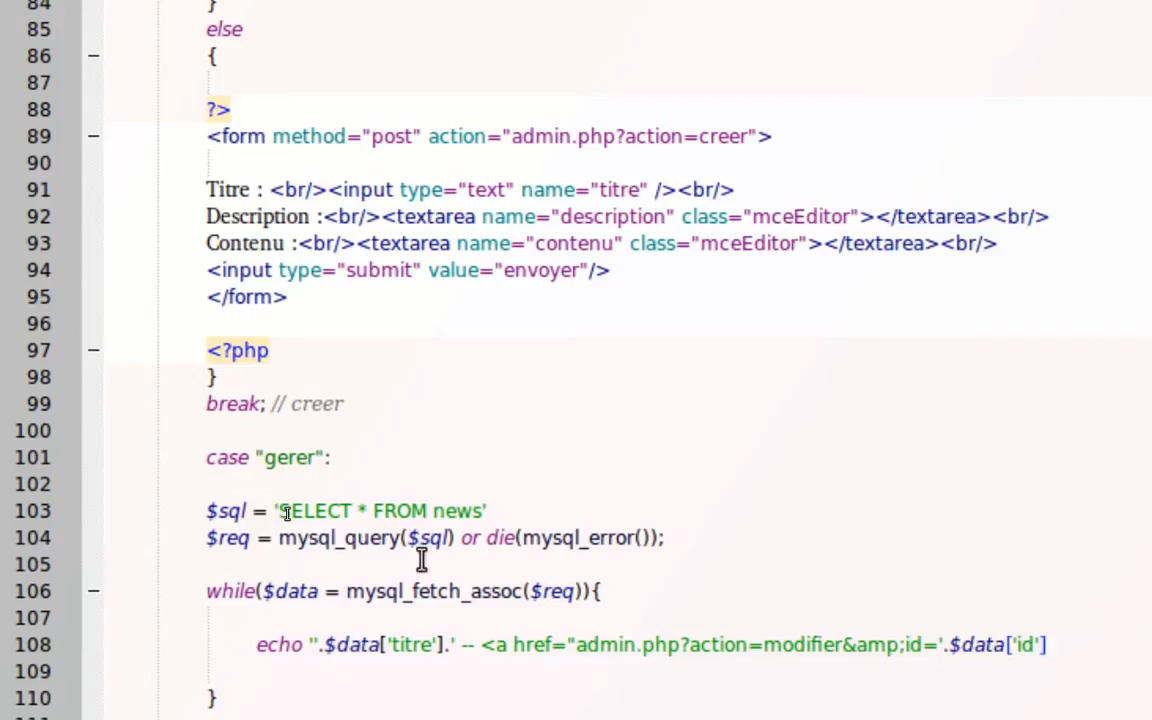 84 }
85 else
86 {
87
88 ?>
89 <form method="post" action="admin.php?action=creer">
90
91 Titre : <br/><input type="text" name="titre" /><br/>
92 Description :<br/><textarea name="description" class="mceEditor"></textarea><br/>
93 Contenu :<br/><textarea name="contenu" class="mceEditor"></textarea><br/>
94 <input type="submit" value="envoyer"/>
95 </form>
96
97 <?php
98 }
99 break; // creer
100
101 case "gerer":
102
103 $sql = 'SELECT * FROM news'
104 $req = mysql_query($sql) or die(mysql_error());
105
106 while($data = mysql_fetch_assoc($req)){
107
108 echo ''.$data['titre'].' -- <a href="admin.php?action=modifier&amp;id='.$data['id']
109
110 }